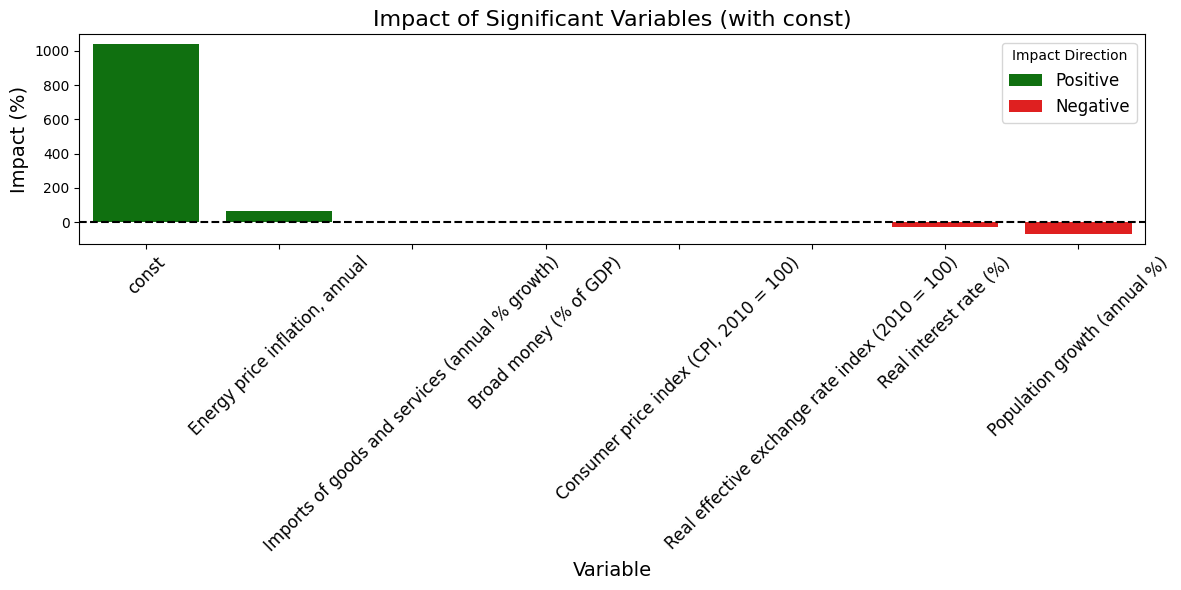 Impact of Significant Variables (with const)
Impact (%)
1000
800
600
400
200
0
Impact Direction
Positive
Negative
const
Energy price inflation, annual
Imports of goods and services (annual % growth)
Broad money (% of GDP)
Consumer price index (CPI, 2010 = 100)
Real effective exchange rate index (2010 = 100)
Real interest rate (%)
Population growth (annual %)
Variable